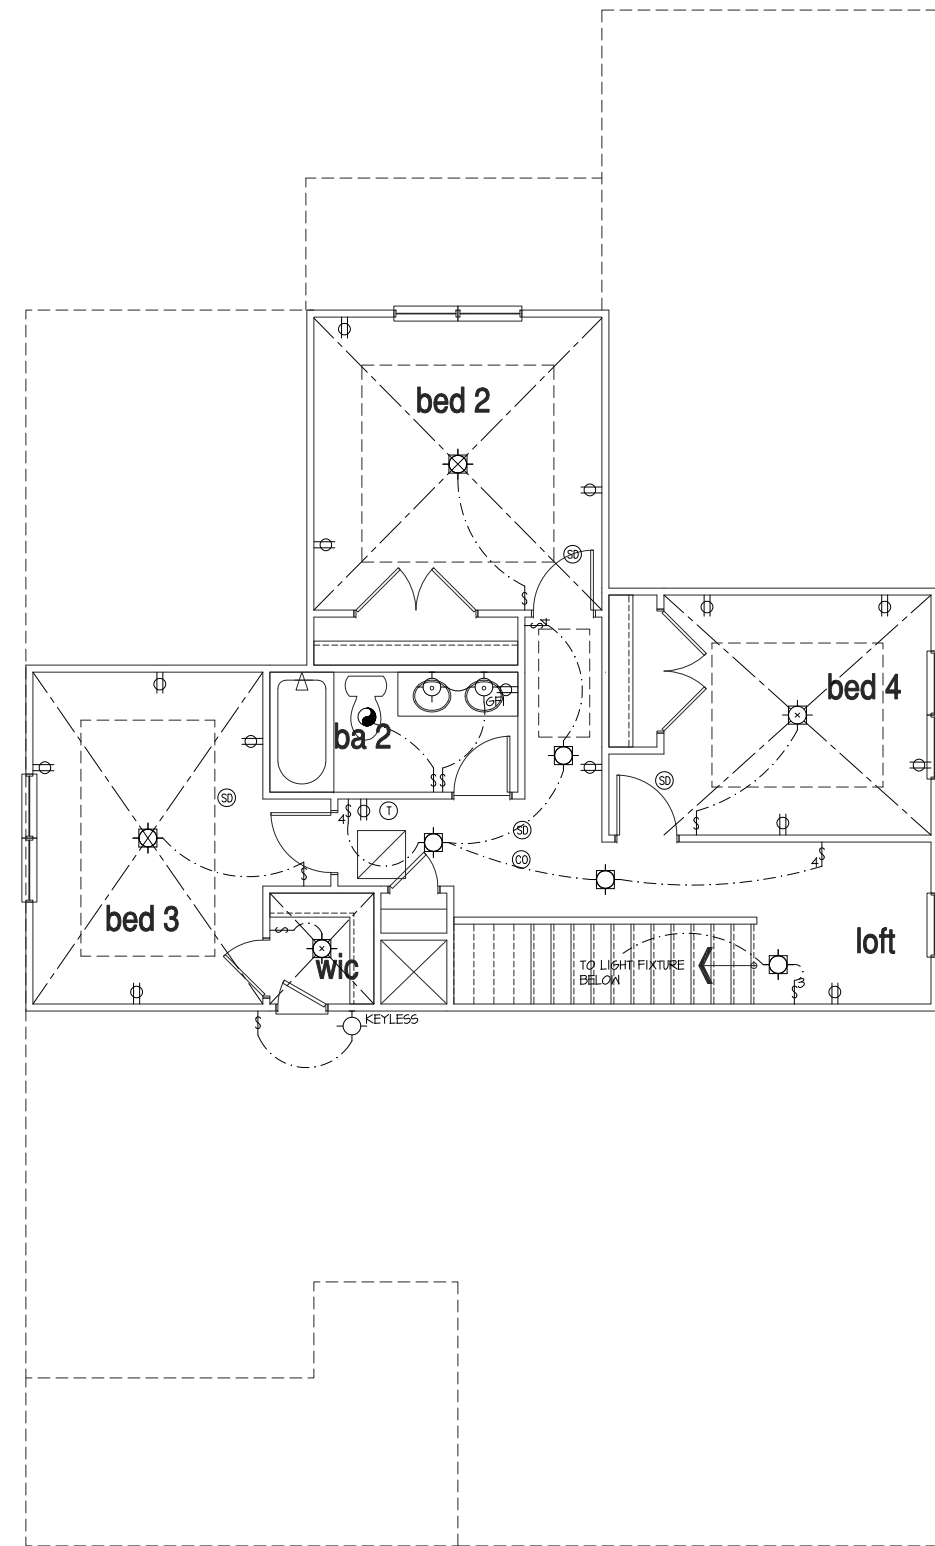 bed 2
SD
$
$4
bed 4
GFI
ba 2
$$
SD
SD
4$
T
$
SD
CO
$
4$
bed 3
$
loft
wic
TO LIGHT FIXTURE
BELOW
$3
$
KEYLESS